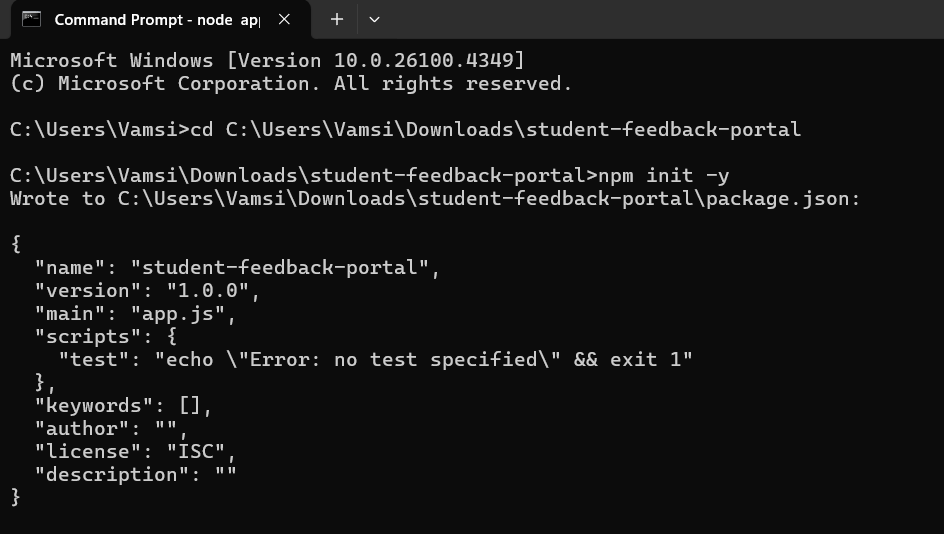 Command Prompt - node app
Microsoft Windows [Version 10.0.26100.4349]
(c) Microsoft Corporation. All rights reserved.
C:\Users\Vamsi>cd C:\Users\Vamsi\Downloads\student-feedback-portal
C:\Users\Vamsi\Downloads\student-feedback-portal>npm init -y
Wrote to C:\Users\Vamsi\Downloads\student-feedback-portal\package.json:
{
  "name": "student-feedback-portal",
  "version": "1.0.0",
  "main": "app.js",
  "scripts": {
    "test": "echo \"Error: no test specified\" && exit 1"
  },
  "keywords": [],
  "author": "",
  "license": "ISC",
  "description": ""
}